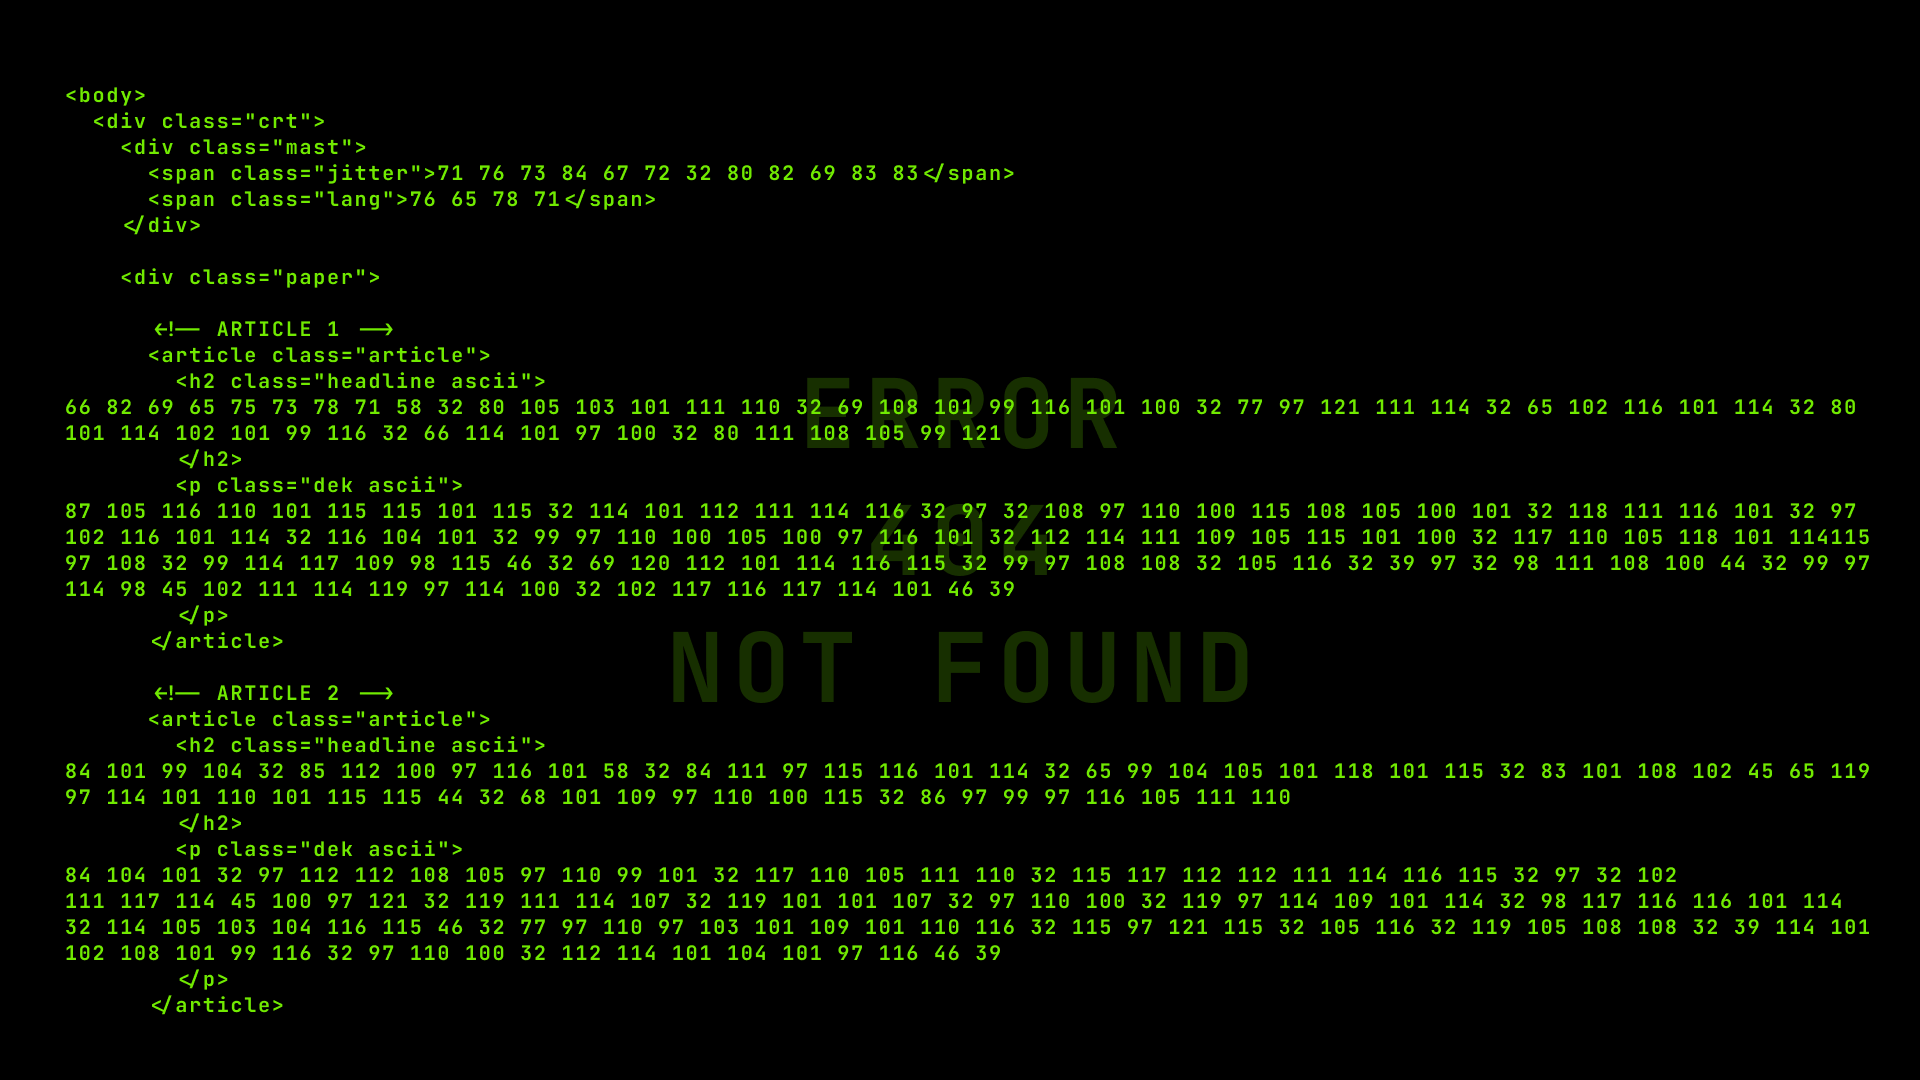 <body>
<div class="crt">
<div class="mast">
<span class="jitter">71 76 73 84 67 72 32 80 82 69 83 83</span>
<span class="lang">76 65 78 71</span>
</div>
<div class="paper">
<!-- ARTICLE 1 -->
<article class="article">
<h2 class="headline ascii">
66 82 69 65 75 73 78 71 58 32 80 105 103 101 111 110 32 69 108 101 99 116 101 100 32 77 97 121 111 114 32 65 102 116 101 114 32 80
101 114 102 101 99 116 32 66 114 101 97 100 32 80 111 108 105 99 121
</h2>
<p class="dek ascii">
87 105 116 110 101 115 115 101 115 32 114 101 112 111 114 116 32 97 32 108 97 110 100 115 108 105 100 101 32 118 111 116 101 32 97
102 116 101 114 32 116 104 101 32 99 97 110 100 105 100 97 116 101 32 112 114 111 109 105 115 101 100 32 117 110 105 118 101 114115
97 108 32 99 114 117 109 98 115 46 32 69 120 112 101 114 116 115 32 99 97 108 108 32 105 116 32 39 97 32 98 111 108 100 44 32 99 97
114 98 45 102 111 114 119 97 114 100 32 102 117 116 117 114 101 46 39
</p>
</article>
<!-- ARTICLE 2 -->
<article class="article">
<h2 class="headline ascii">
84 101 99 104 32 85 112 100 97 116 101 58 32 84 111 97 115 116 101 114 32 65 99 104 105 101 118 101 115 32 83 101 108 102 45 65 119
97 114 101 110 101 115 115 44 32 68 101 109 97 110 100 115 32 86 97 99 97 116 105 111 110
</h2>
<p class="dek ascii">
84 104 101 32 97 112 112 108 105 97 110 99 101 32 117 110 105 111 110 32 115 117 112 112 111 114 116 115 32 97 32 102
111 117 114 45 100 97 121 32 119 111 114 107 32 119 101 101 107 32 97 110 100 32 119 97 114 109 101 114 32 98 117 116 116 101 114
32 114 105 103 104 116 115 46 32 77 97 110 97 103 101 109 101 110 116 32 115 97 121 115 32 105 116 32 119 105 108 108 32 39 114 101
102 108 101 99 116 32 97 110 100 32 112 114 101 104 101 97 116 46 39
</p>
</article>
ERROR
404
NOT FOUND